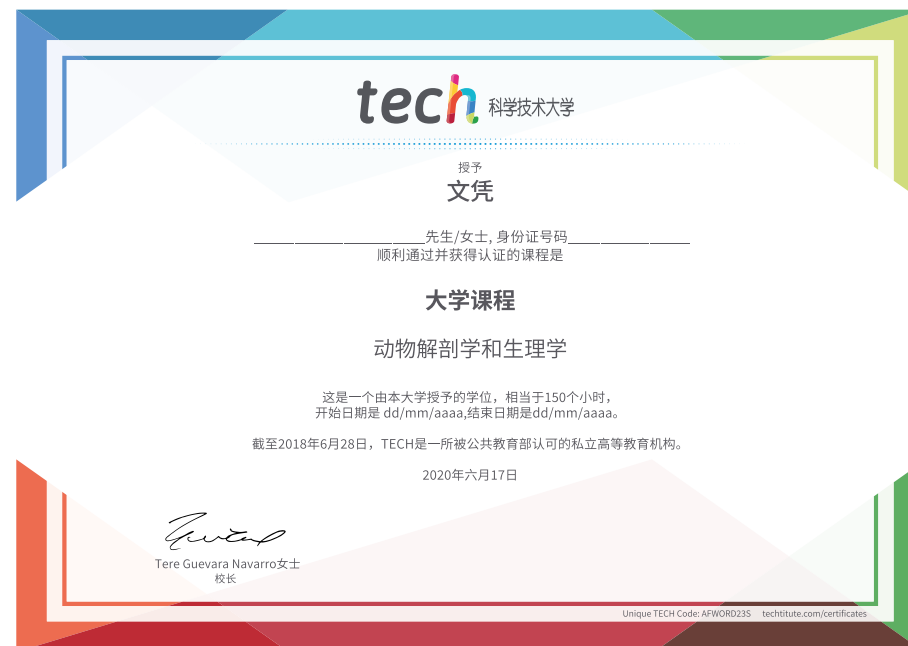 tech 科学技术大学
授予
文凭
____________________先生/女士, 身份证号码______________
顺利通过并获得认证的课程是
大学课程
动物解剖学和生理学
这是一个由本大学授予的学位，相当于150个小时，
开始日期是 dd/mm/aaaa,结束日期是dd/mm/aaaa。
截至2018年6月28日，TECH是一所被公共教育部认可的私立高等教育机构。
2020年六月17日
Tere Guevara Navarro女士
校长
Unique TECH Code: AFWORD23S techtitute.com/certificates